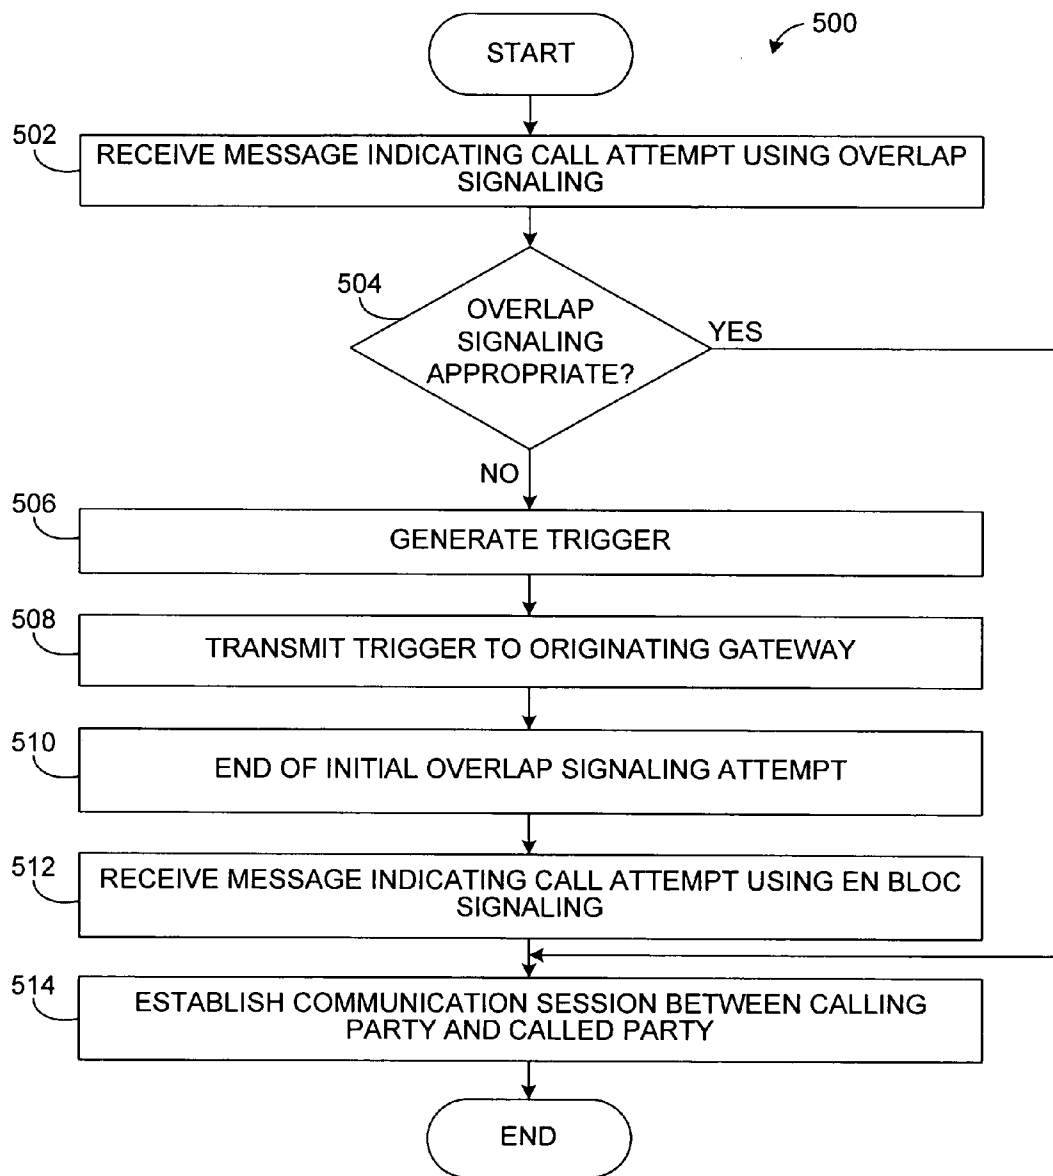 500
START
502
RECEIVE MESSAGE INDICATING CALL ATTEMPT USING OVERLAP
SIGNALING
504
OVERLAP
SIGNALING
APPROPRIATE?
YES
NO
506
GENERATE TRIGGER
508
TRANSMIT TRIGGER TO ORIGINATING GATEWAY
510
END OF INITIAL OVERLAP SIGNALING ATTEMPT
512
RECEIVE MESSAGE INDICATING CALL ATTEMPT USING EN BLOC
SIGNALING
514
ESTABLISH COMMUNICATION SESSION BETWEEN CALLING
PARTY AND CALLED PARTY
END